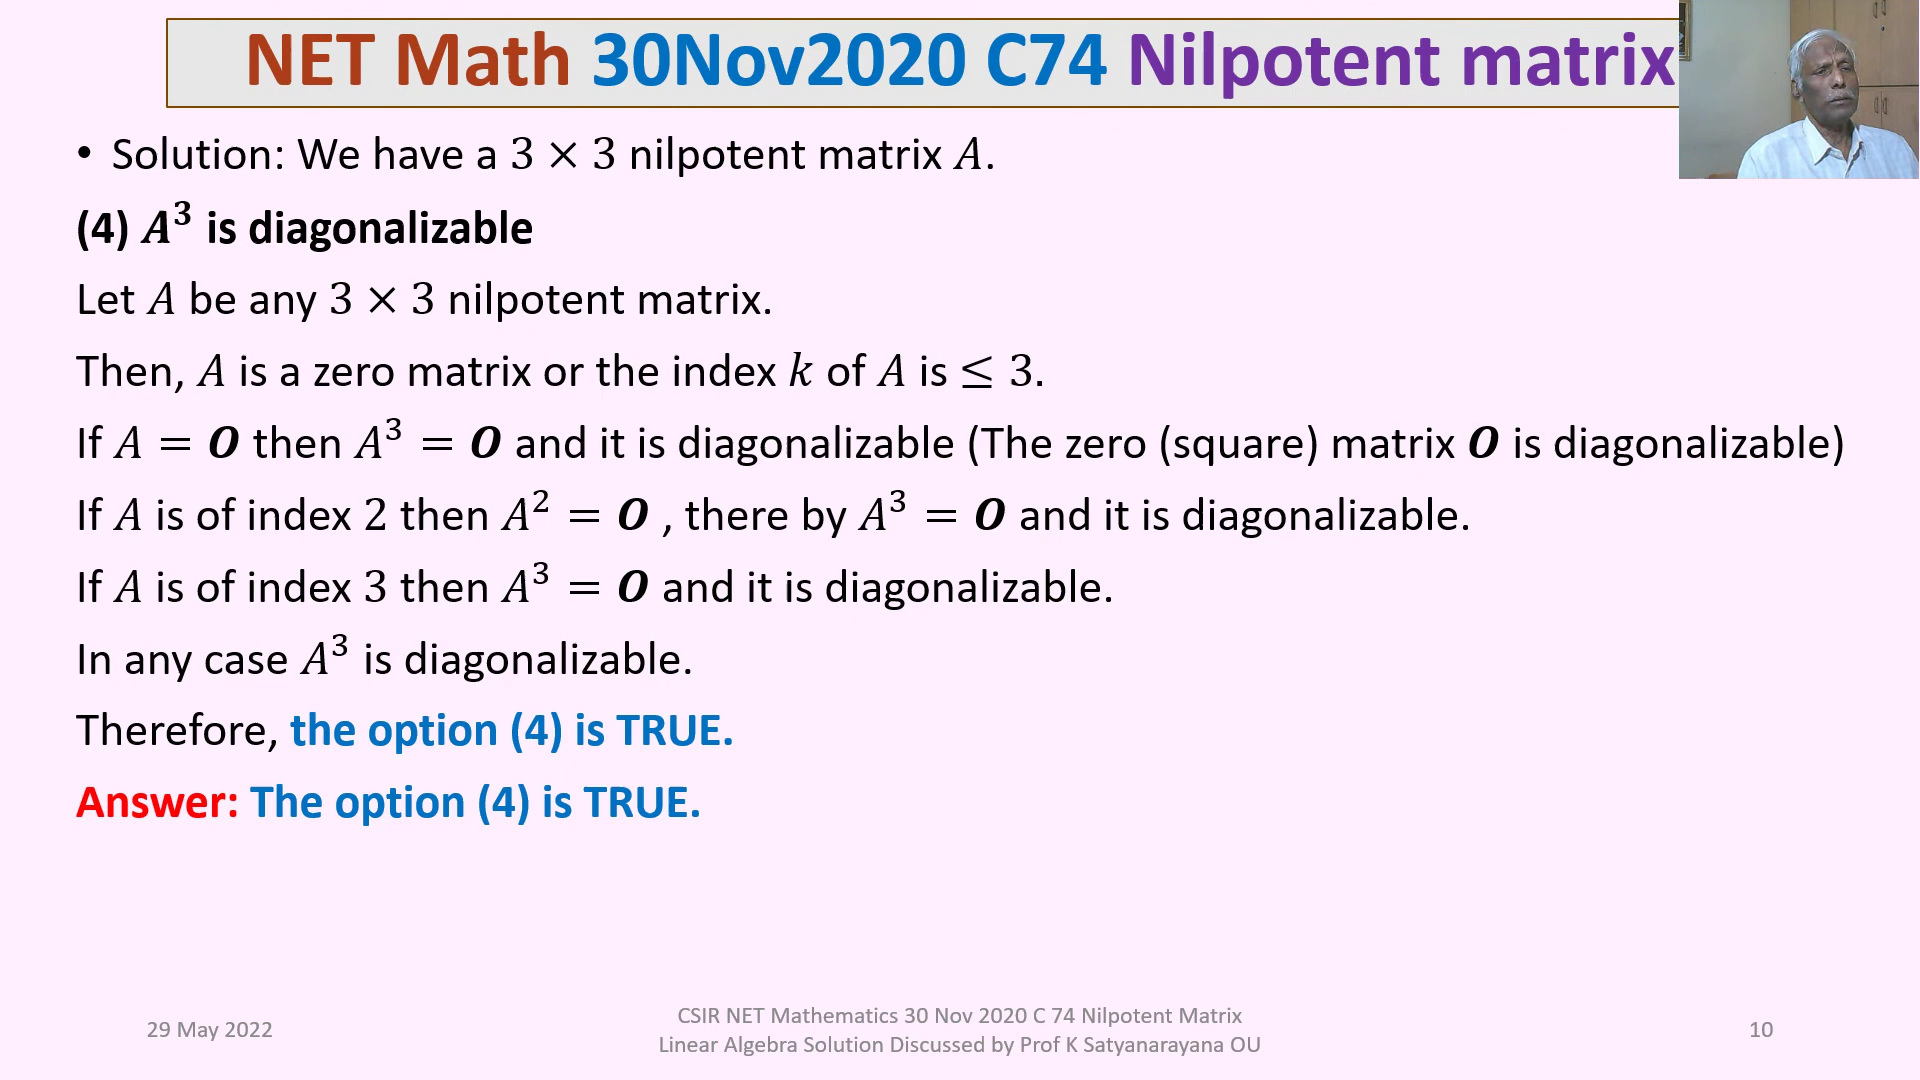 NET Math 30Nov2020 C74 Nilpotent matrix
• Solution: We have a 3 × 3 nilpotent matrix A.
(4) A³ is diagonalizable
Let A be any 3 × 3 nilpotent matrix.
Then, A is a zero matrix or the index k of A is ≤ 3.
If A = O then A³ = O and it is diagonalizable (The zero (square) matrix O is diagonalizable)
If A is of index 2 then A² = O , there by A³ = O and it is diagonalizable.
If A is of index 3 then A³ = O and it is diagonalizable.
In any case A³ is diagonalizable.
Therefore, the option (4) is TRUE.
Answer: The option (4) is TRUE.
29 May 2022
CSIR NET Mathematics 30 Nov 2020 C 74 Nilpotent Matrix
Linear Algebra Solution Discussed by Prof K Satyanarayana OU
10